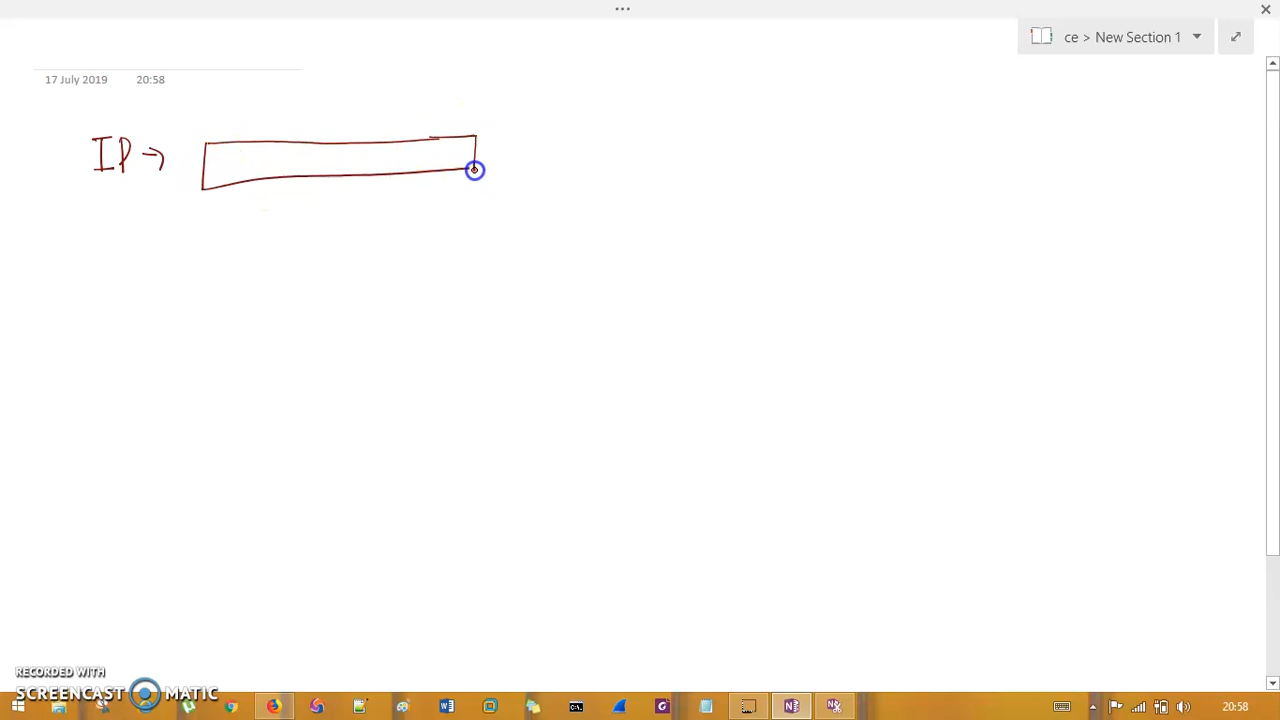 ce > New Section 1
17 July 2019 20:58
IP →
RECORDED WITH
SCREENCAST MATIC
20:58